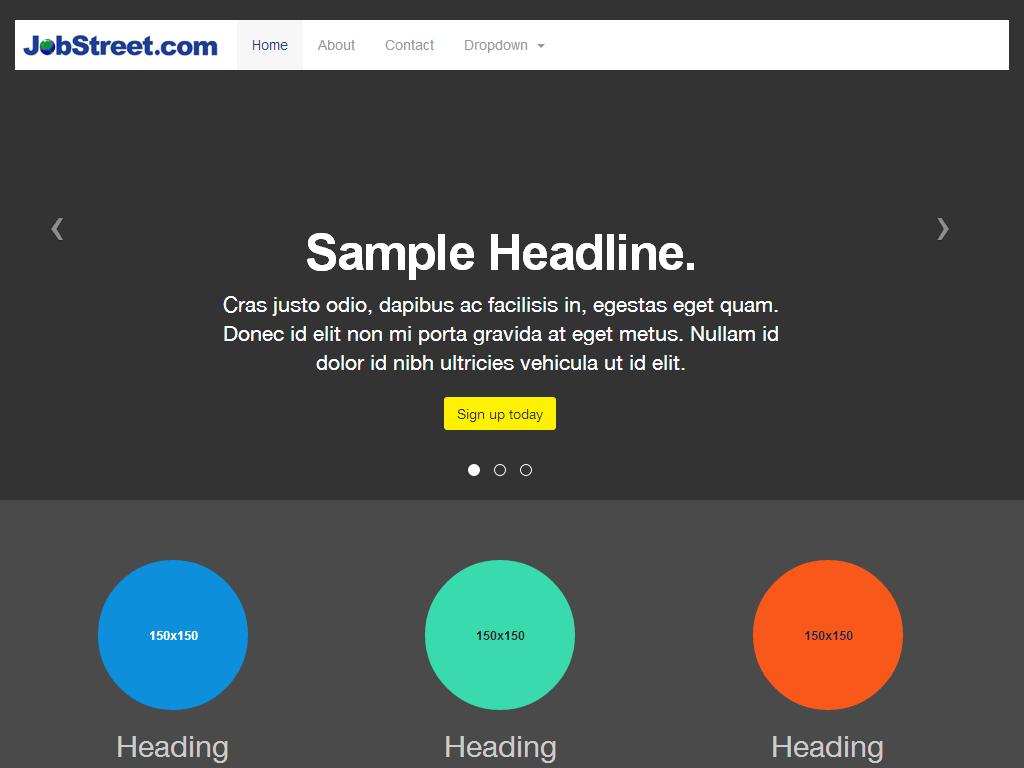 JobStreet.com Home About Contact Dropdown
Sample Headline.
Cras justo odio, dapibus ac facilisis in, egestas eget quam.
Donec id elit non mi porta gravida at eget metus. Nullam id
dolor id nibh ultricies vehicula ut id elit.
Sign up today
150x150 150x150 150x150
Heading Heading Heading